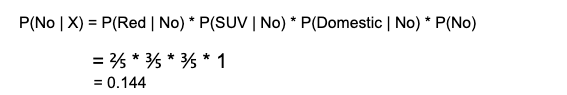 P(No | X) = P(Red | No) * P(SUV | No) * P(Domestic | No) * P(No)
= ⅖ * ⅗ * ⅗ * 1
= 0.144